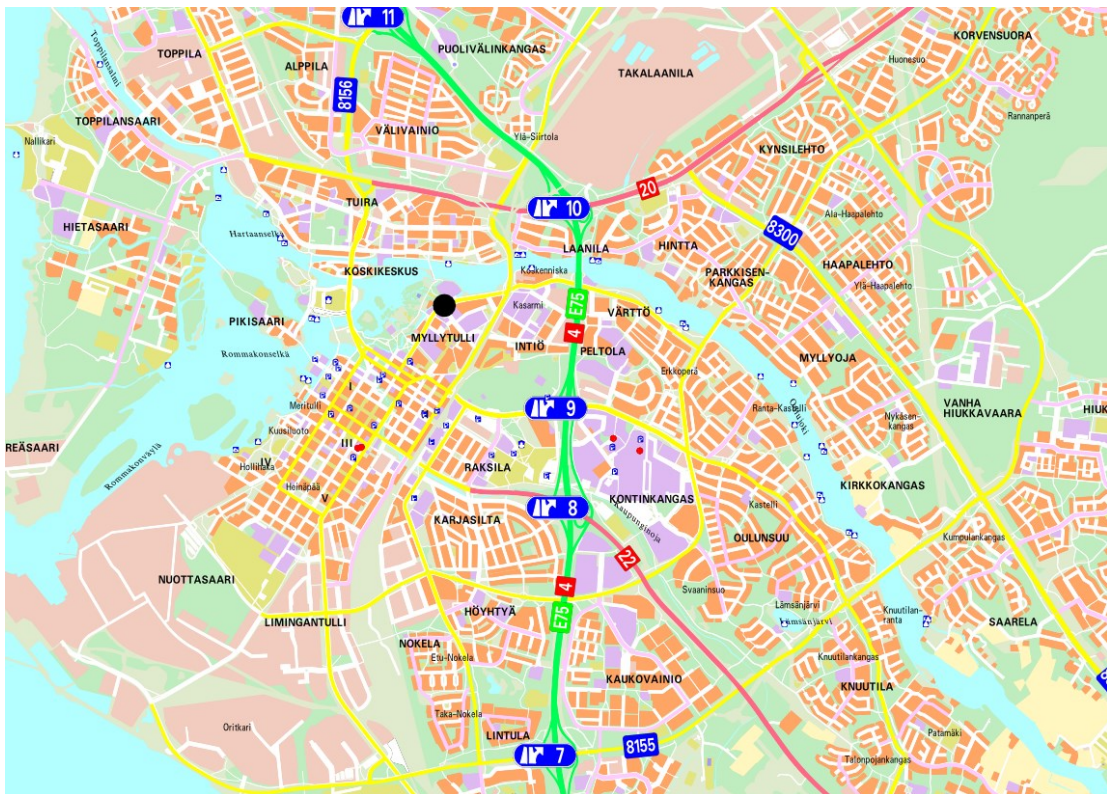 11
TOPPILA
PUOLIVÄLINKANGAS
KORVENSUORA
Toppilansalmi
ALPPILA
TAKALAANILA
Huonesuo
8156
TOPPILANSAARI
VÄLIVAINIO
Rannanperä
Nallikari
Ylä-Siirtola
KYNSILEHTO
20
TUIRA
10
HIETASAARI
Hartaanselkä
Ala-Haapalehto
8300
LAANILA
HINTTA
KOSKIKESKUS
Koskenniska
PARKKISEN-
KANGAS
HAAPALEHTO
Ylä-Haapalehto
E75
Kasarmi
VÄRTTÖ
PIKISAARI
4
MYLLYTULLI
INTIÖ
PELTOLA
MYLLYOJA
Rommakonselkä
Erkkoperä
I
VANHA
HIUKKAVAARA
Meritulli
9
Ranta-Kastelli
Oulujoki
Nykäsen-
kangas
HIUK
Kuusiluoto
REÄSAARI
III
Rommakonväylä
IV
Hollihaka
RAKSILA
Heinäpää
V
KIRKKOKANGAS
KONTINKANGAS
8
Kaupunginoja
Kastelli
KARJASILTA
OULUNSUU
Kumpulankangas
22
NUOTTASAARI
4
Svaaninsuo
E75
HÖYHTYÄ
Lämsänjärvi
Lämsänjärvi
Knuutilan-
ranta
LIMINGANTULLI
SAARELA
NOKELA
Etu-Nokela
Knuutilankangas
KAUKOVAINIO
KNUUTILA
Taka-Nokela
Oritkari
LINTULA
Patamäki
7
8155
Talonpojankangas